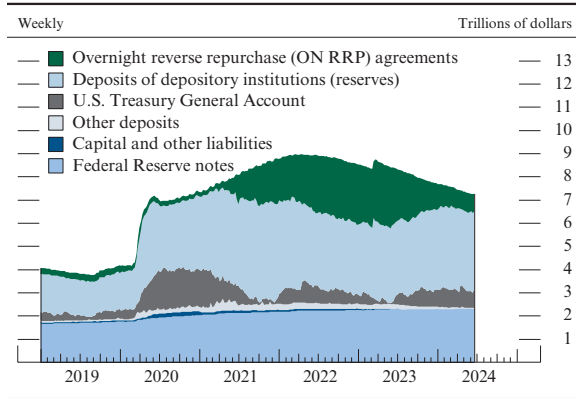 Weekly Trillions of dollars
Overnight reverse repurchase (ON RRP) agreements
Deposits of depository institutions (reserves)
U.S. Treasury General Account
Other deposits
Capital and other liabilities
Federal Reserve notes
13
12
11
10
9
8
7
6
5
4
3
2
1
2019 2020 2021 2022 2023 2024